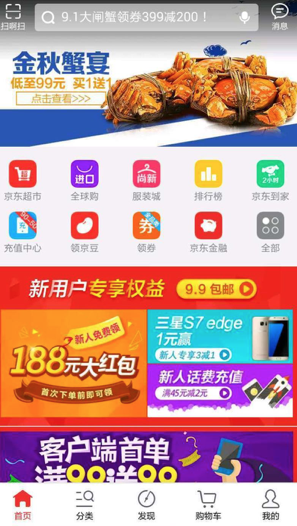 扫啊扫
9.1大闸蟹领券399减200！
消息
金秋蟹宴
低至99元 买1送1
点击查看>>>
京东超市
进口
全球购
尚新
服装城
排行榜
2小时
京东到家
充
充值中心
领京豆
券
领券
京东金融
全部
新用户专享权益
9.9 包邮
新人免费领
188元大红包
首次下单前即可领
三星S7 edge
1元赢
新人专享3减1
新人话费充值
满45元减2元
客户端首单
满99送99
首页
分类
发现
购物车
我的